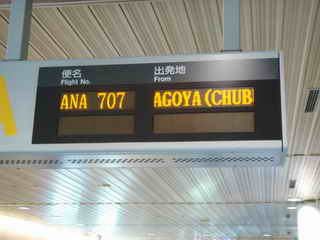 便名 出発地
Flight No. From
ANA 707 AGOYA(CHUB